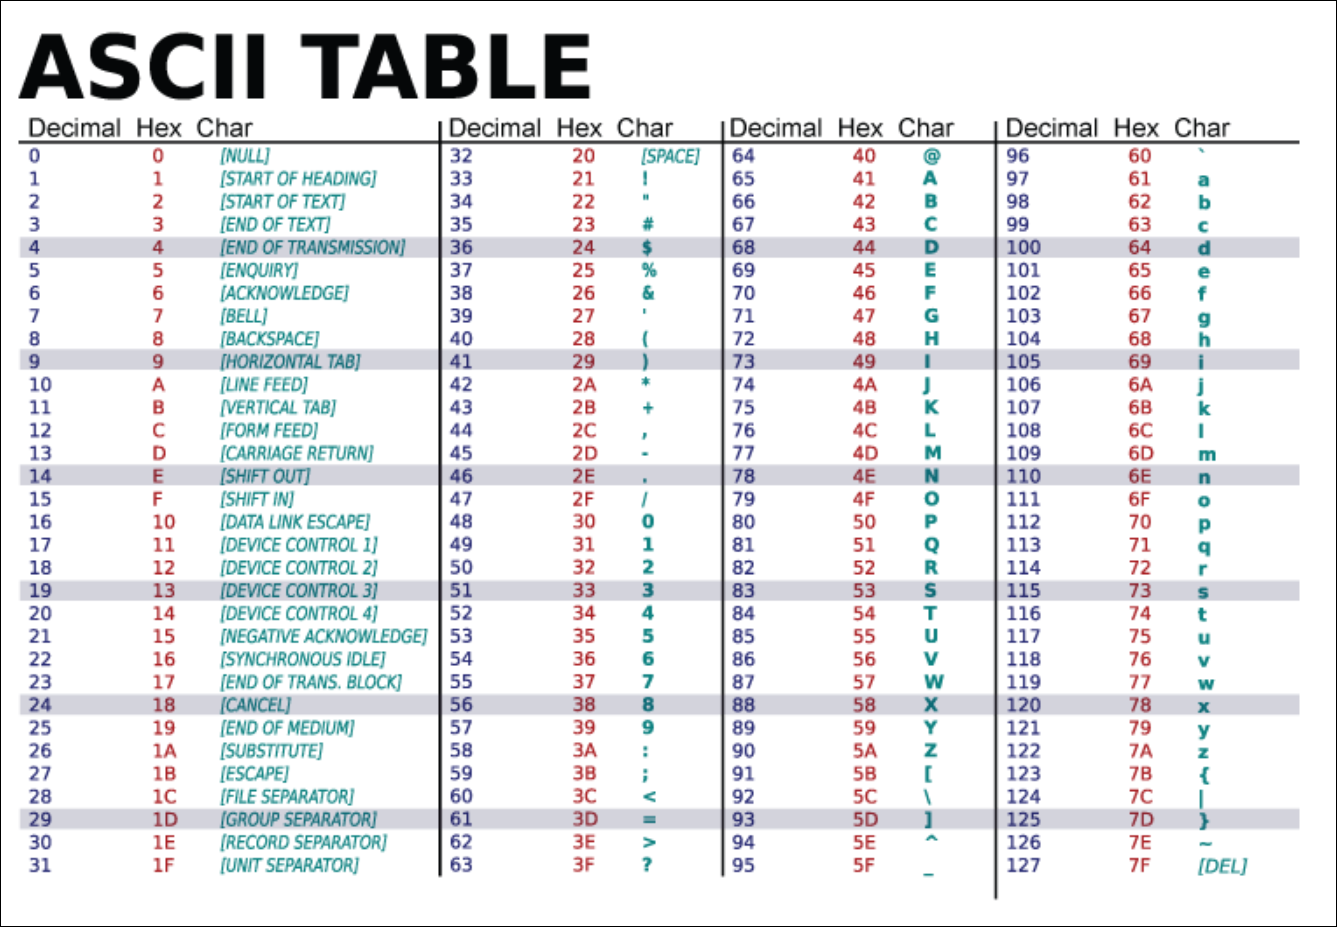 ASCII TABLE
Decimal Hex Char Decimal Hex Char Decimal Hex Char Decimal Hex Char
0 0 [NULL] 32 20 [SPACE] 64 40 @ 96 60 `
1 1 [START OF HEADING] 33 21 ! 65 41 A 97 61 a
2 2 [START OF TEXT] 34 22 " 66 42 B 98 62 b
3 3 [END OF TEXT] 35 23 # 67 43 C 99 63 c
4 4 [END OF TRANSMISSION] 36 24 $ 68 44 D 100 64 d
5 5 [ENQUIRY] 37 25 % 69 45 E 101 65 e
6 6 [ACKNOWLEDGE] 38 26 & 70 46 F 102 66 f
7 7 [BELL] 39 27 ' 71 47 G 103 67 g
8 8 [BACKSPACE] 40 28 ( 72 48 H 104 68 h
9 9 [HORIZONTAL TAB] 41 29 ) 73 49 I 105 69 i
10 A [LINE FEED] 42 2A * 74 4A J 106 6A j
11 B [VERTICAL TAB] 43 2B + 75 4B K 107 6B k
12 C [FORM FEED] 44 2C , 76 4C L 108 6C l
13 D [CARRIAGE RETURN] 45 2D - 77 4D M 109 6D m
14 E [SHIFT OUT] 46 2E . 78 4E N 110 6E n
15 F [SHIFT IN] 47 2F / 79 4F O 111 6F o
16 10 [DATA LINK ESCAPE] 48 30 0 80 50 P 112 70 p
17 11 [DEVICE CONTROL 1] 49 31 1 81 51 Q 113 71 q
18 12 [DEVICE CONTROL 2] 50 32 2 82 52 R 114 72 r
19 13 [DEVICE CONTROL 3] 51 33 3 83 53 S 115 73 s
20 14 [DEVICE CONTROL 4] 52 34 4 84 54 T 116 74 t
21 15 [NEGATIVE ACKNOWLEDGE] 53 35 5 85 55 U 117 75 u
22 16 [SYNCHRONOUS IDLE] 54 36 6 86 56 V 118 76 v
23 17 [END OF TRANS. BLOCK] 55 37 7 87 57 W 119 77 w
24 18 [CANCEL] 56 38 8 88 58 X 120 78 x
25 19 [END OF MEDIUM] 57 39 9 89 59 Y 121 79 y
26 1A [SUBSTITUTE] 58 3A : 90 5A Z 122 7A z
27 1B [ESCAPE] 59 3B ; 91 5B [ 123 7B {
28 1C [FILE SEPARATOR] 60 3C < 92 5C \ 124 7C |
29 1D [GROUP SEPARATOR] 61 3D = 93 5D ] 125 7D }
30 1E [RECORD SEPARATOR] 62 3E > 94 5E ^ 126 7E ~
31 1F [UNIT SEPARATOR] 63 3F ? 95 5F _ 127 7F [DEL]